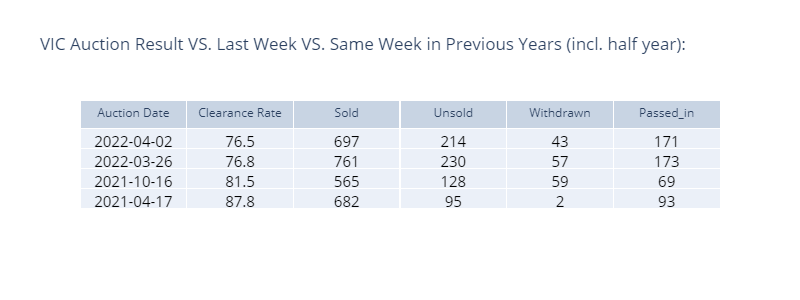 VIC Auction Result VS. Last Week VS. Same Week in Previous Years (incl. half year):
Auction Date Clearance Rate Sold Unsold Withdrawn Passed_in
2022-04-02 76.5 697 214 43 171
2022-03-26 76.8 761 230 57 173
2021-10-16 81.5 565 128 59 69
2021-04-17 87.8 682 95 2 93